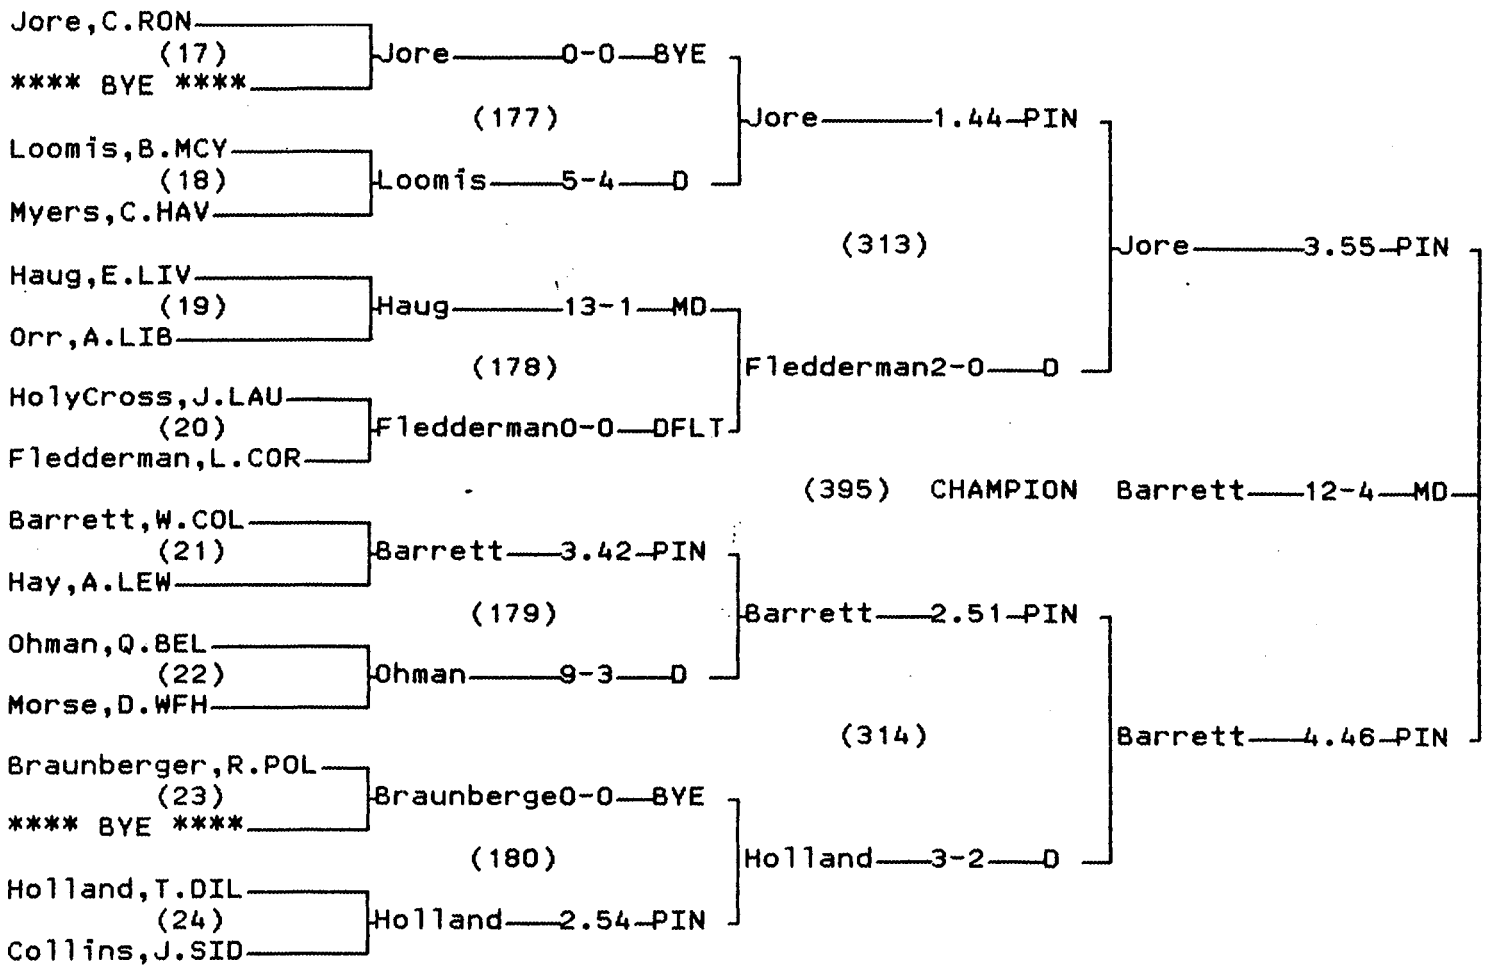 Jore,C.RON
(17) Jore 0-0 BYE
**** BYE ****
(177) Jore 1.44 PIN
Loomis,B.MCY
(18) Loomis 5-4 D
Myers,C.HAV
(313) Jore 3.55 PIN
Haug,E.LIV
(19) Haug 13-1 MD
Orr,A.LIB
(178) Fledderman2-0 D
HolyCross,J.LAU
(20) Fledderman0-0 DFLT
Fledderman,L.COR
(395) CHAMPION Barrett 12-4 MD
Barrett,W.COL
(21) Barrett 3.42 PIN
Hay,A.LEW
(179) Barrett 2.51 PIN
Ohman,Q.BEL
(22) Ohman 9-3 D
Morse,D.WFH
(314) Barrett 4.46 PIN
Braunberger,R.POL
(23) Braunberge0-0 BYE
**** BYE ****
(180) Holland 3-2 D
Holland,T.DIL
(24) Holland 2.54 PIN
Collins,J.SID